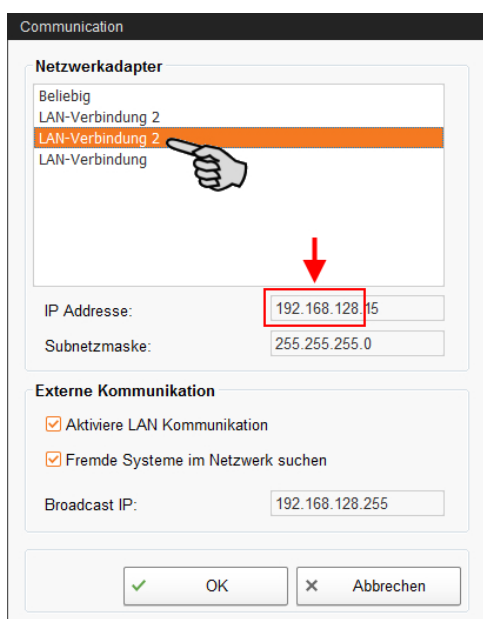 Communication
Netzwerkadapter
Beliebig
LAN-Verbindung 2
LAN-Verbindung 2
LAN-Verbindung
IP Addresse: 192.168.128.15
Subnetzmaske: 255.255.255.0
Externe Kommunikation
Aktiviere LAN Kommunikation
Fremde Systeme im Netzwerk suchen
Broadcast IP: 192.168.128.255
OK Abbrechen